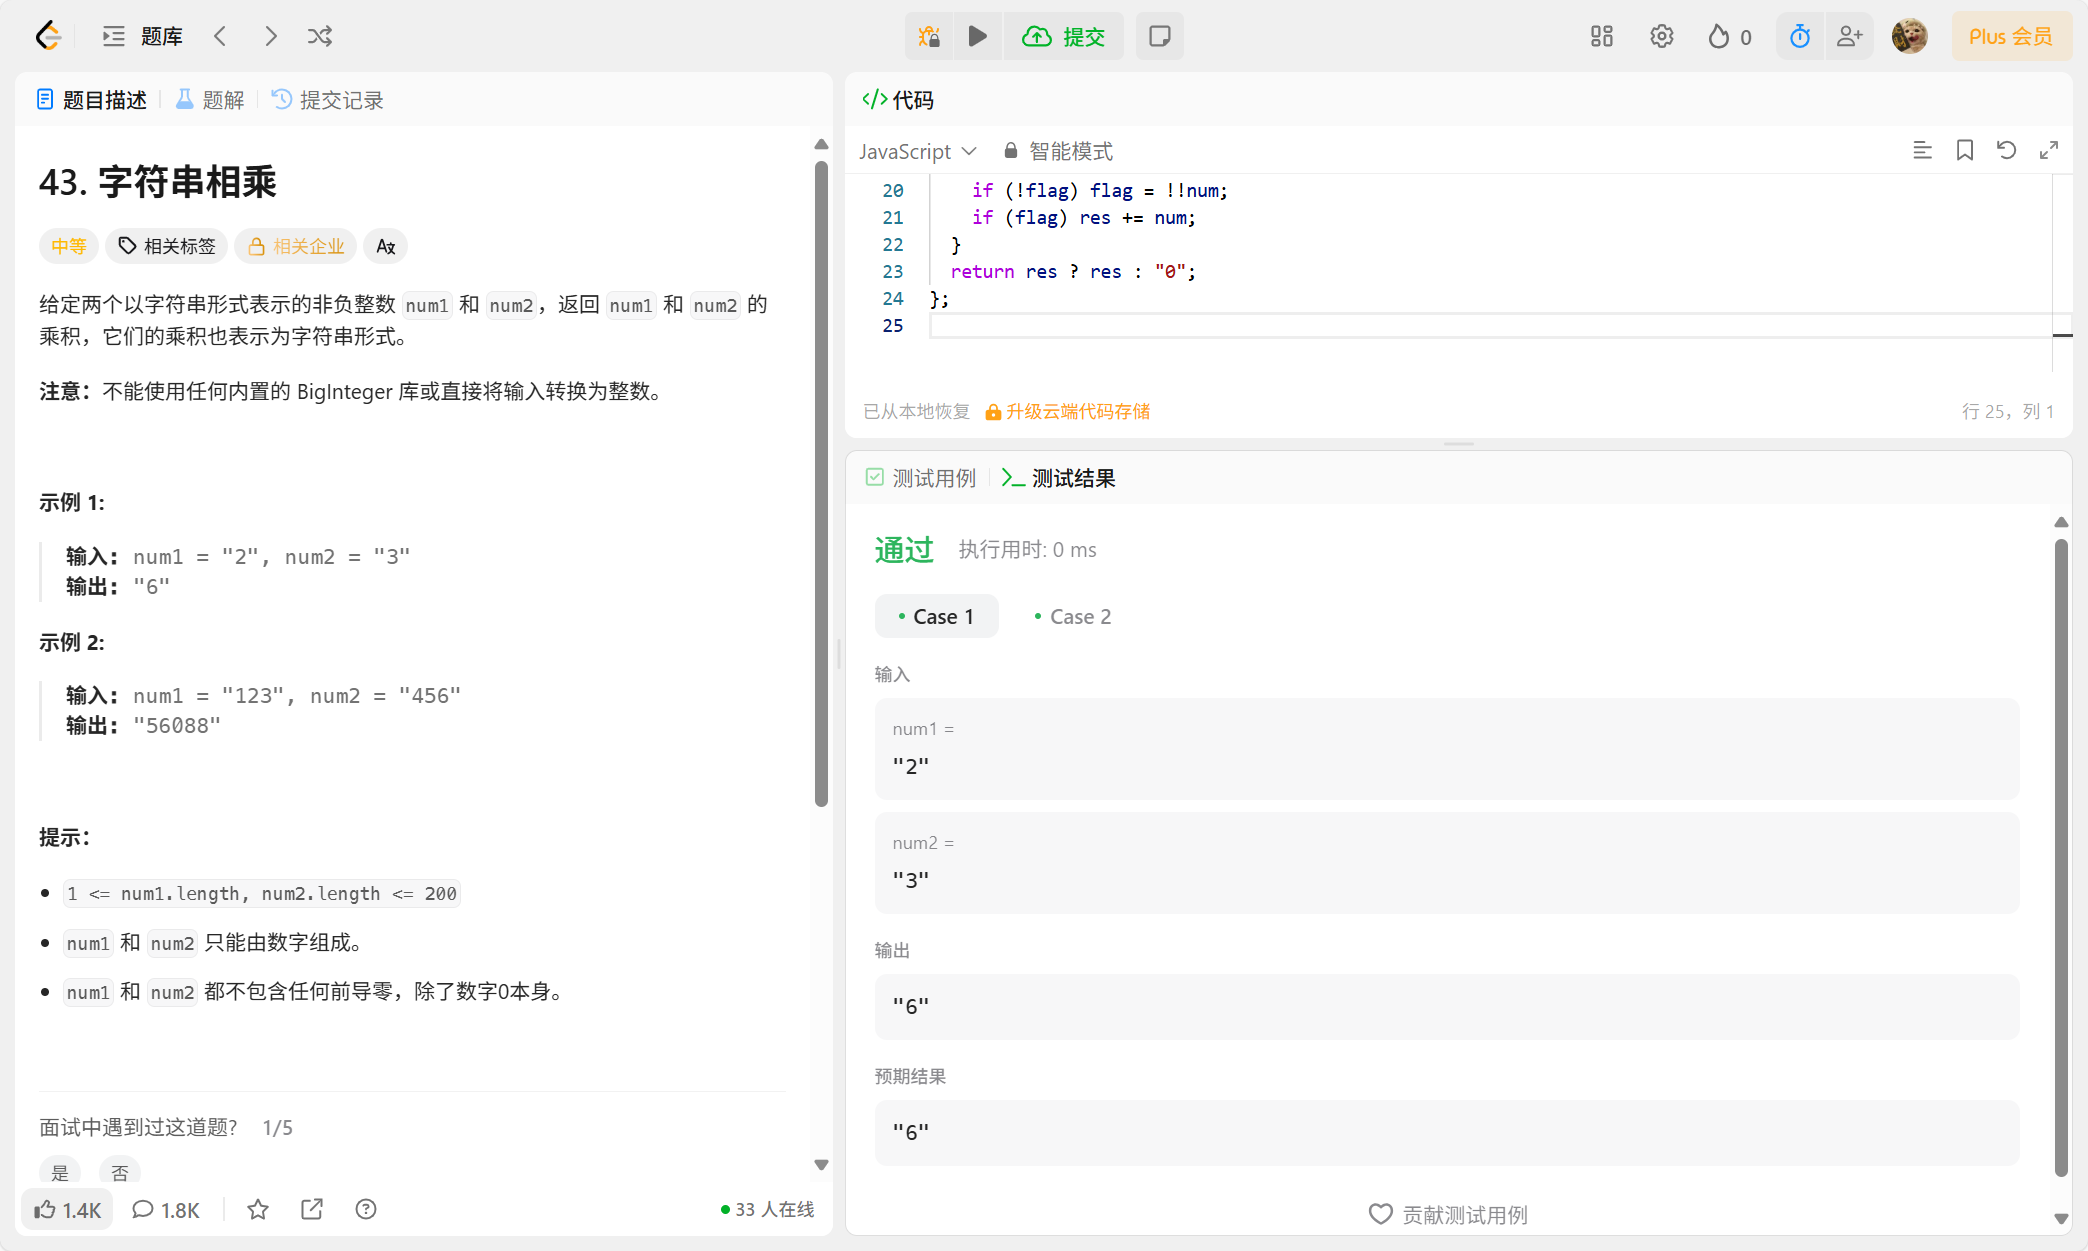 题库
提交
0
Plus 会员
题目描述
题解
提交记录
43. 字符串相乘
中等
相关标签
相关企业
给定两个以字符串形式表示的非负整数 num1 和 num2，返回 num1 和 num2 的
乘积，它们的乘积也表示为字符串形式。
注意：不能使用任何内置的 BigInteger 库或直接将输入转换为整数。
示例 1:
输入: num1 = "2", num2 = "3"
输出: "6"
示例 2:
输入: num1 = "123", num2 = "456"
输出: "56088"
提示：
1 <= num1.length, num2.length <= 200
num1 和 num2 只能由数字组成。
num1 和 num2 都不包含任何前导零，除了数字0本身。
面试中遇到过这道题? 1/5
是
否
1.4K
1.8K
33 人在线
</>代码
JavaScript
智能模式
20 if (!flag) flag = !!num;
21 if (flag) res += num;
22 }
23 return res ? res : "0";
24 };
25
已从本地恢复
升级云端代码存储
行 25，列 1
测试用例
测试结果
通过
执行用时: 0 ms
Case 1
Case 2
输入
num1 =
"2"
num2 =
"3"
输出
"6"
预期结果
"6"
贡献测试用例